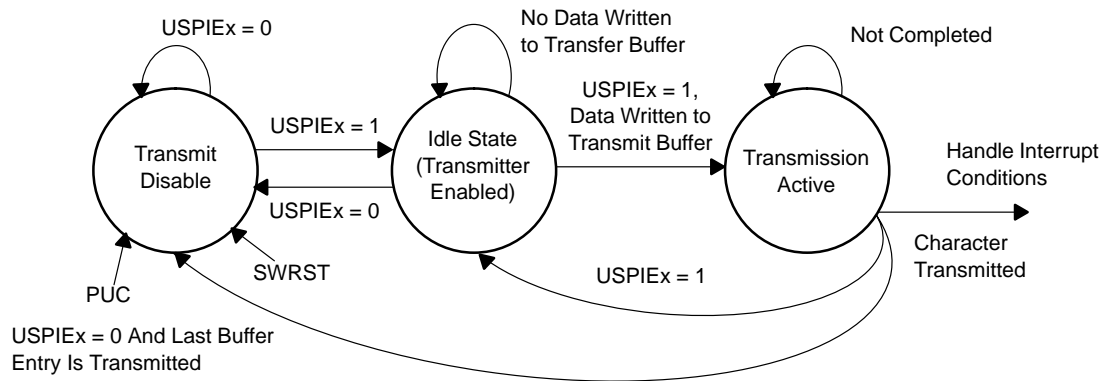 USPIEx = 0
No Data Written
to Transfer Buffer
Not Completed
USPIEx = 1
USPIEx = 1,
Data Written to
Transmit Buffer
Transmit
Disable
Idle State
(Transmitter
Enabled)
Transmission
Active
Handle Interrupt
Conditions
USPIEx = 0
SWRST
PUC
USPIEx = 1
Character
Transmitted
USPIEx = 0 And Last Buffer
Entry Is Transmitted